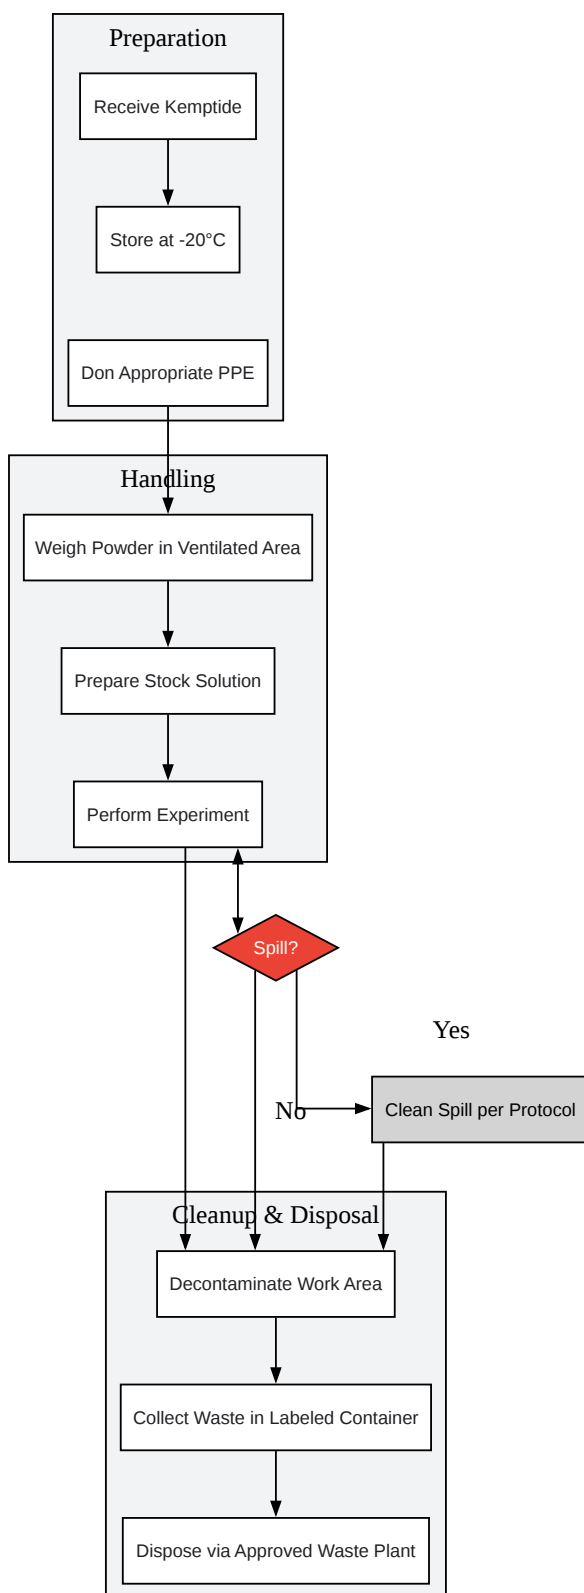 Preparation
Receive Kemptide
Store at -20°C
Don Appropriate PPE
Handling
Weigh Powder in Ventilated Area
Prepare Stock Solution
Perform Experiment
Spill?
Yes
No
Clean Spill per Protocol
Cleanup & Disposal
Decontaminate Work Area
Collect Waste in Labeled Container
Dispose via Approved Waste Plant